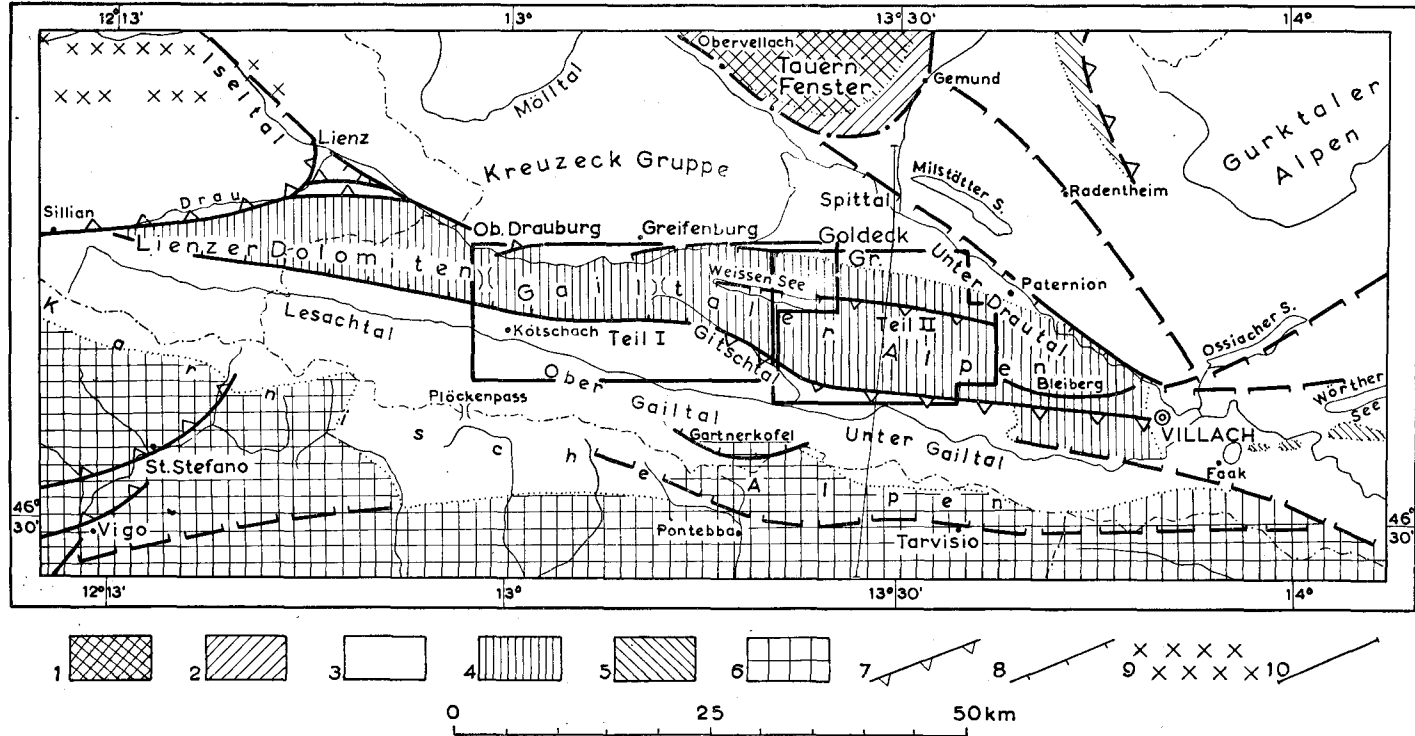 12°13' 13° 13°30' 14°
Obervellach
Tauern
Fenster
Gemund
Iseltal
Mölltal
Lienz
Kreuzeck Gruppe
Gurktaler
Alpen
Milstätter S.
Radentheim
Spittal
Drau
Sillian
Ob. Drauburg
Greifenburg
Goldeck
Gr.
Lienzer Dolomiten
Gailtaler Alpen
Weissen See
Unter Drautal
Paternion
Lesachtal
Kötschach
Teil I
Teil II
Gitschtal
Ossiacher S.
Bleiberg
Wörther
See
Karnische Alpen
Ober
Gailtal
Plöckenpass
Unter
Gailtal
Gartnerkofel
VILLACH
Faak
St. Stefano
Vigo
Pontebba
Tarvisio
46°
30'
46°
30'
12°13' 13° 13°30' 14°
1 2 3 4 5 6 7 8 9 10
0 25 50 km